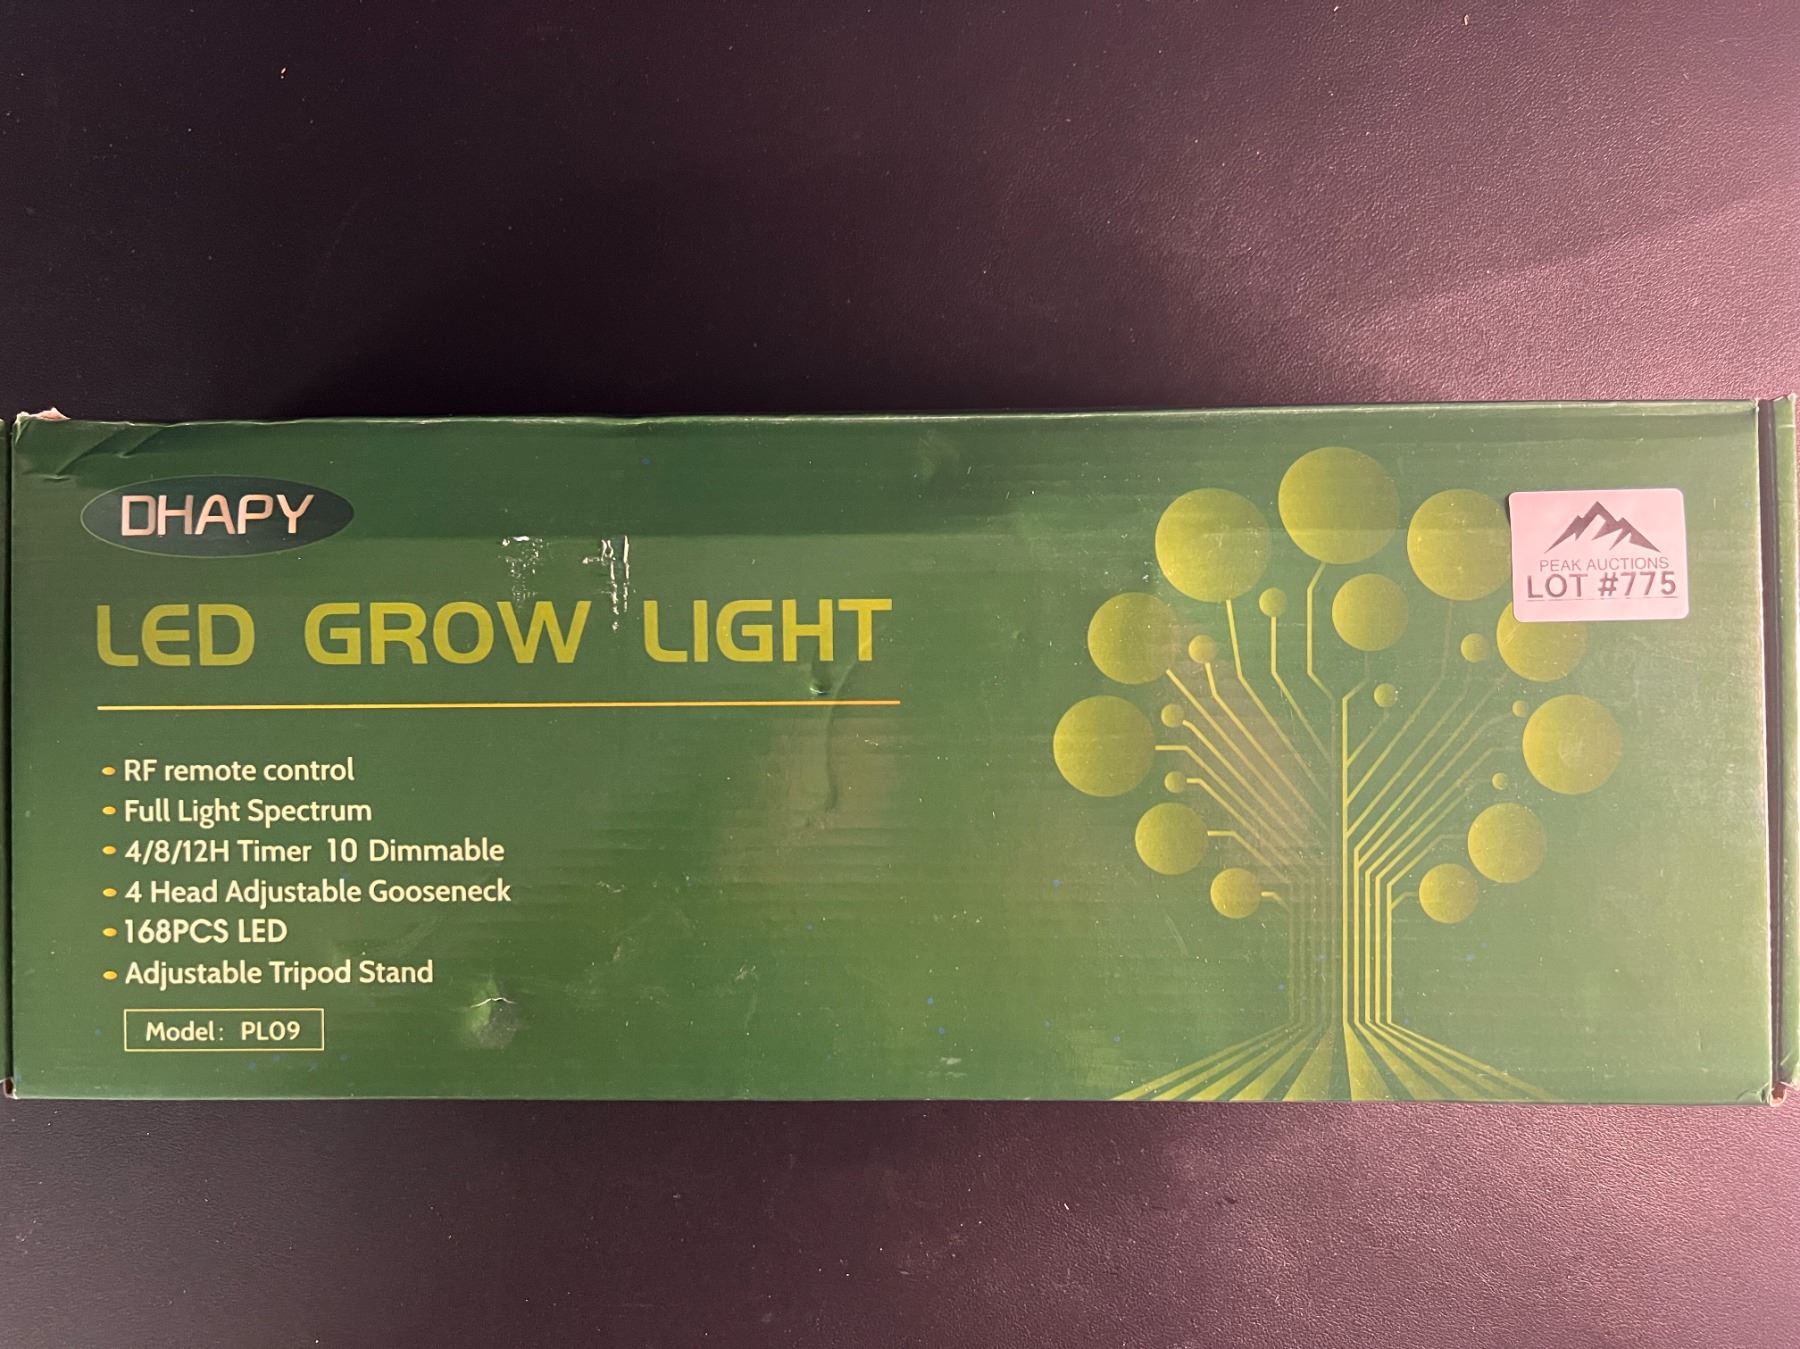 DHAPY
LED GROW LIGHT
RF remote control
Full Light Spectrum
4/8/12H Timer 10 Dimmable
4 Head Adjustable Gooseneck
168PCS LED
Adjustable Tripod Stand
Model: PL09
PEAK AUCTIONS
LOT #775